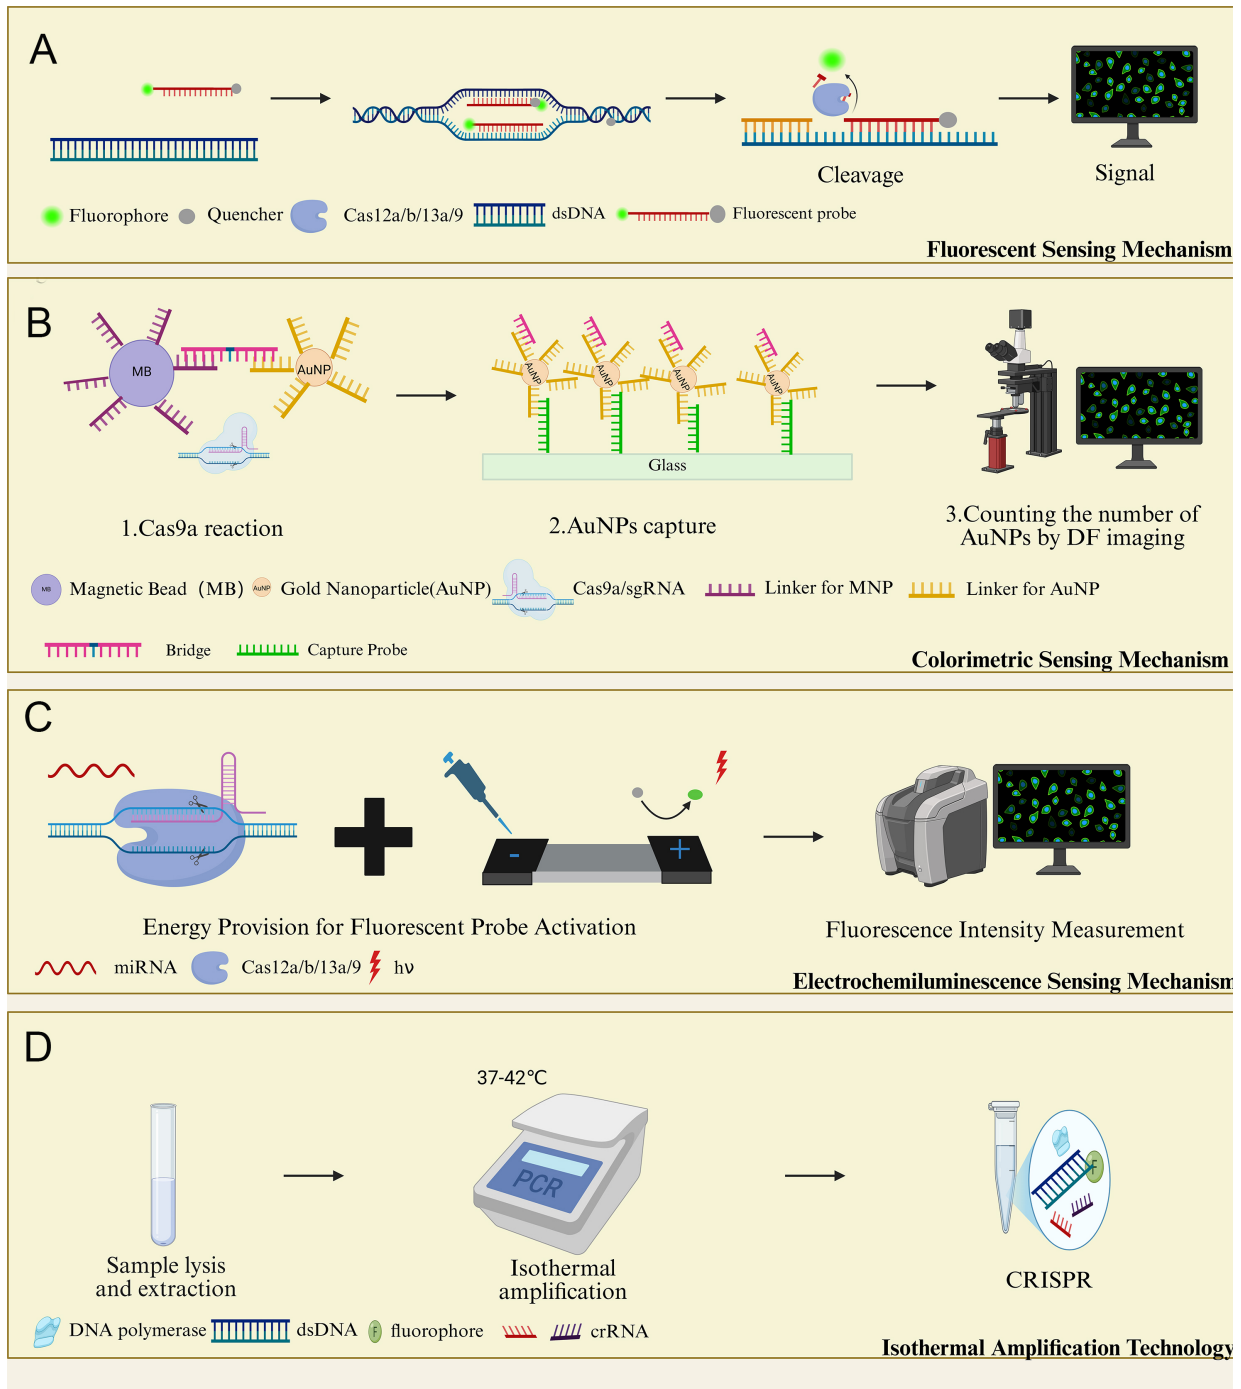 A
Cleavage
Signal
Fluorophore
Quencher
Cas12a/b/13a/9
dsDNA
Fluorescent probe
Fluorescent Sensing Mechanism
B
MB
AuNP
AuNP
AuNP
AuNP
AuNP
Glass
1.Cas9a reaction
2.AuNPs capture
3.Counting the number of
AuNPs by DF imaging
MB
Magnetic Bead（MB）
AuNP
Gold Nanoparticle(AuNP)
Cas9a/sgRNA
Linker for MNP
Linker for AuNP
Bridge
Capture Probe
Colorimetric Sensing Mechanism
C
-
+
Energy Provision for Fluorescent Probe Activation
Fluorescence Intensity Measurement
miRNA
Cas12a/b/13a/9
hν
Electrochemiluminescence Sensing Mechanism
D
37-42℃
PCR
F
Sample lysis
and extraction
Isothermal
amplification
CRISPR
DNA polymerase
dsDNA
F
fluorophore
crRNA
Isothermal Amplification Technology